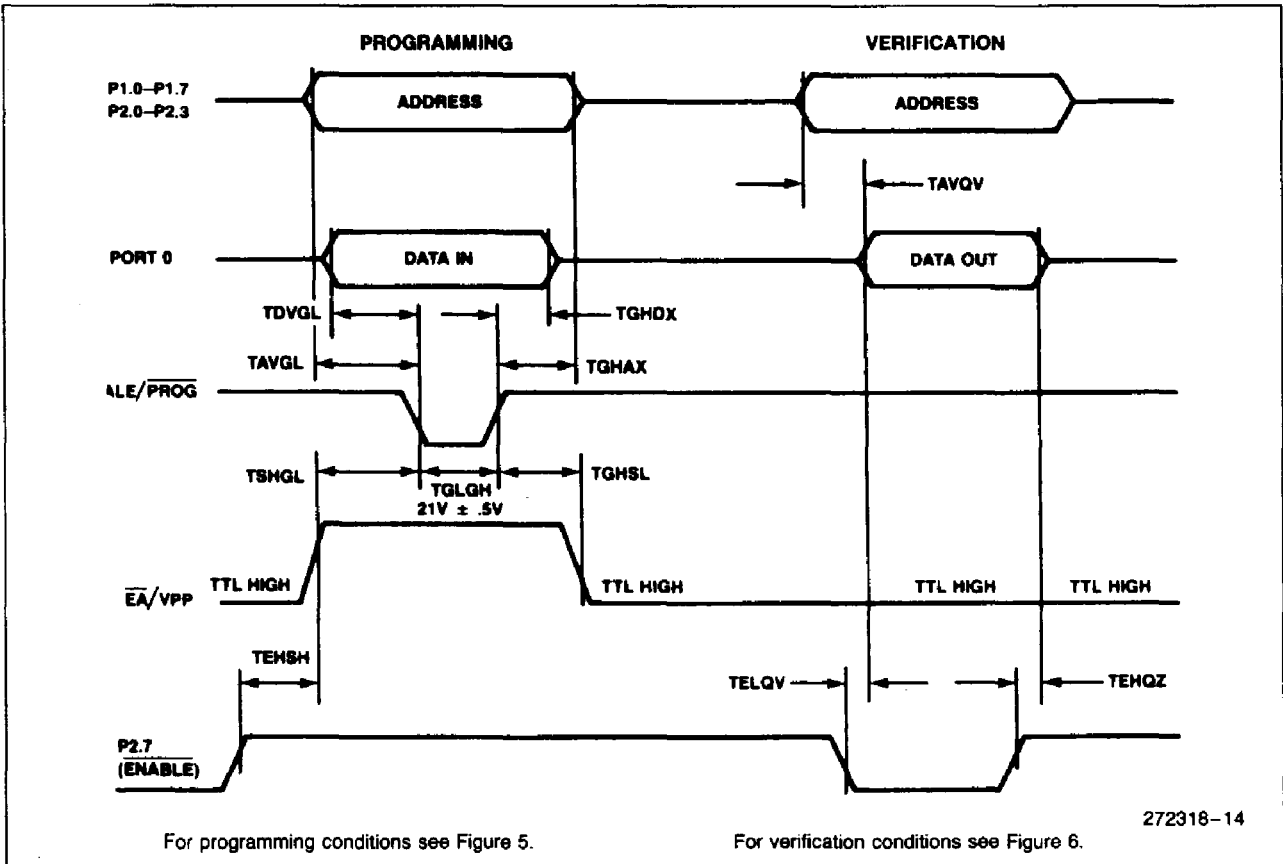 PROGRAMMING
VERIFICATION
P1.0–P1.7
P2.0–P2.3
ADDRESS
ADDRESS
TAVQV
PORT 0
DATA IN
DATA OUT
TDVGL
TGHDX
TAVGL
TGHAX
ALE/PROG
TSHGL
TGLGH
TGHSL
21V ± .5V
EA/VPP
TTL HIGH
TTL HIGH
TTL HIGH
TTL HIGH
TEHSH
TELQV
TEHQZ
P2.7
(ENABLE)
272318–14
For programming conditions see Figure 5.
For verification conditions see Figure 6.